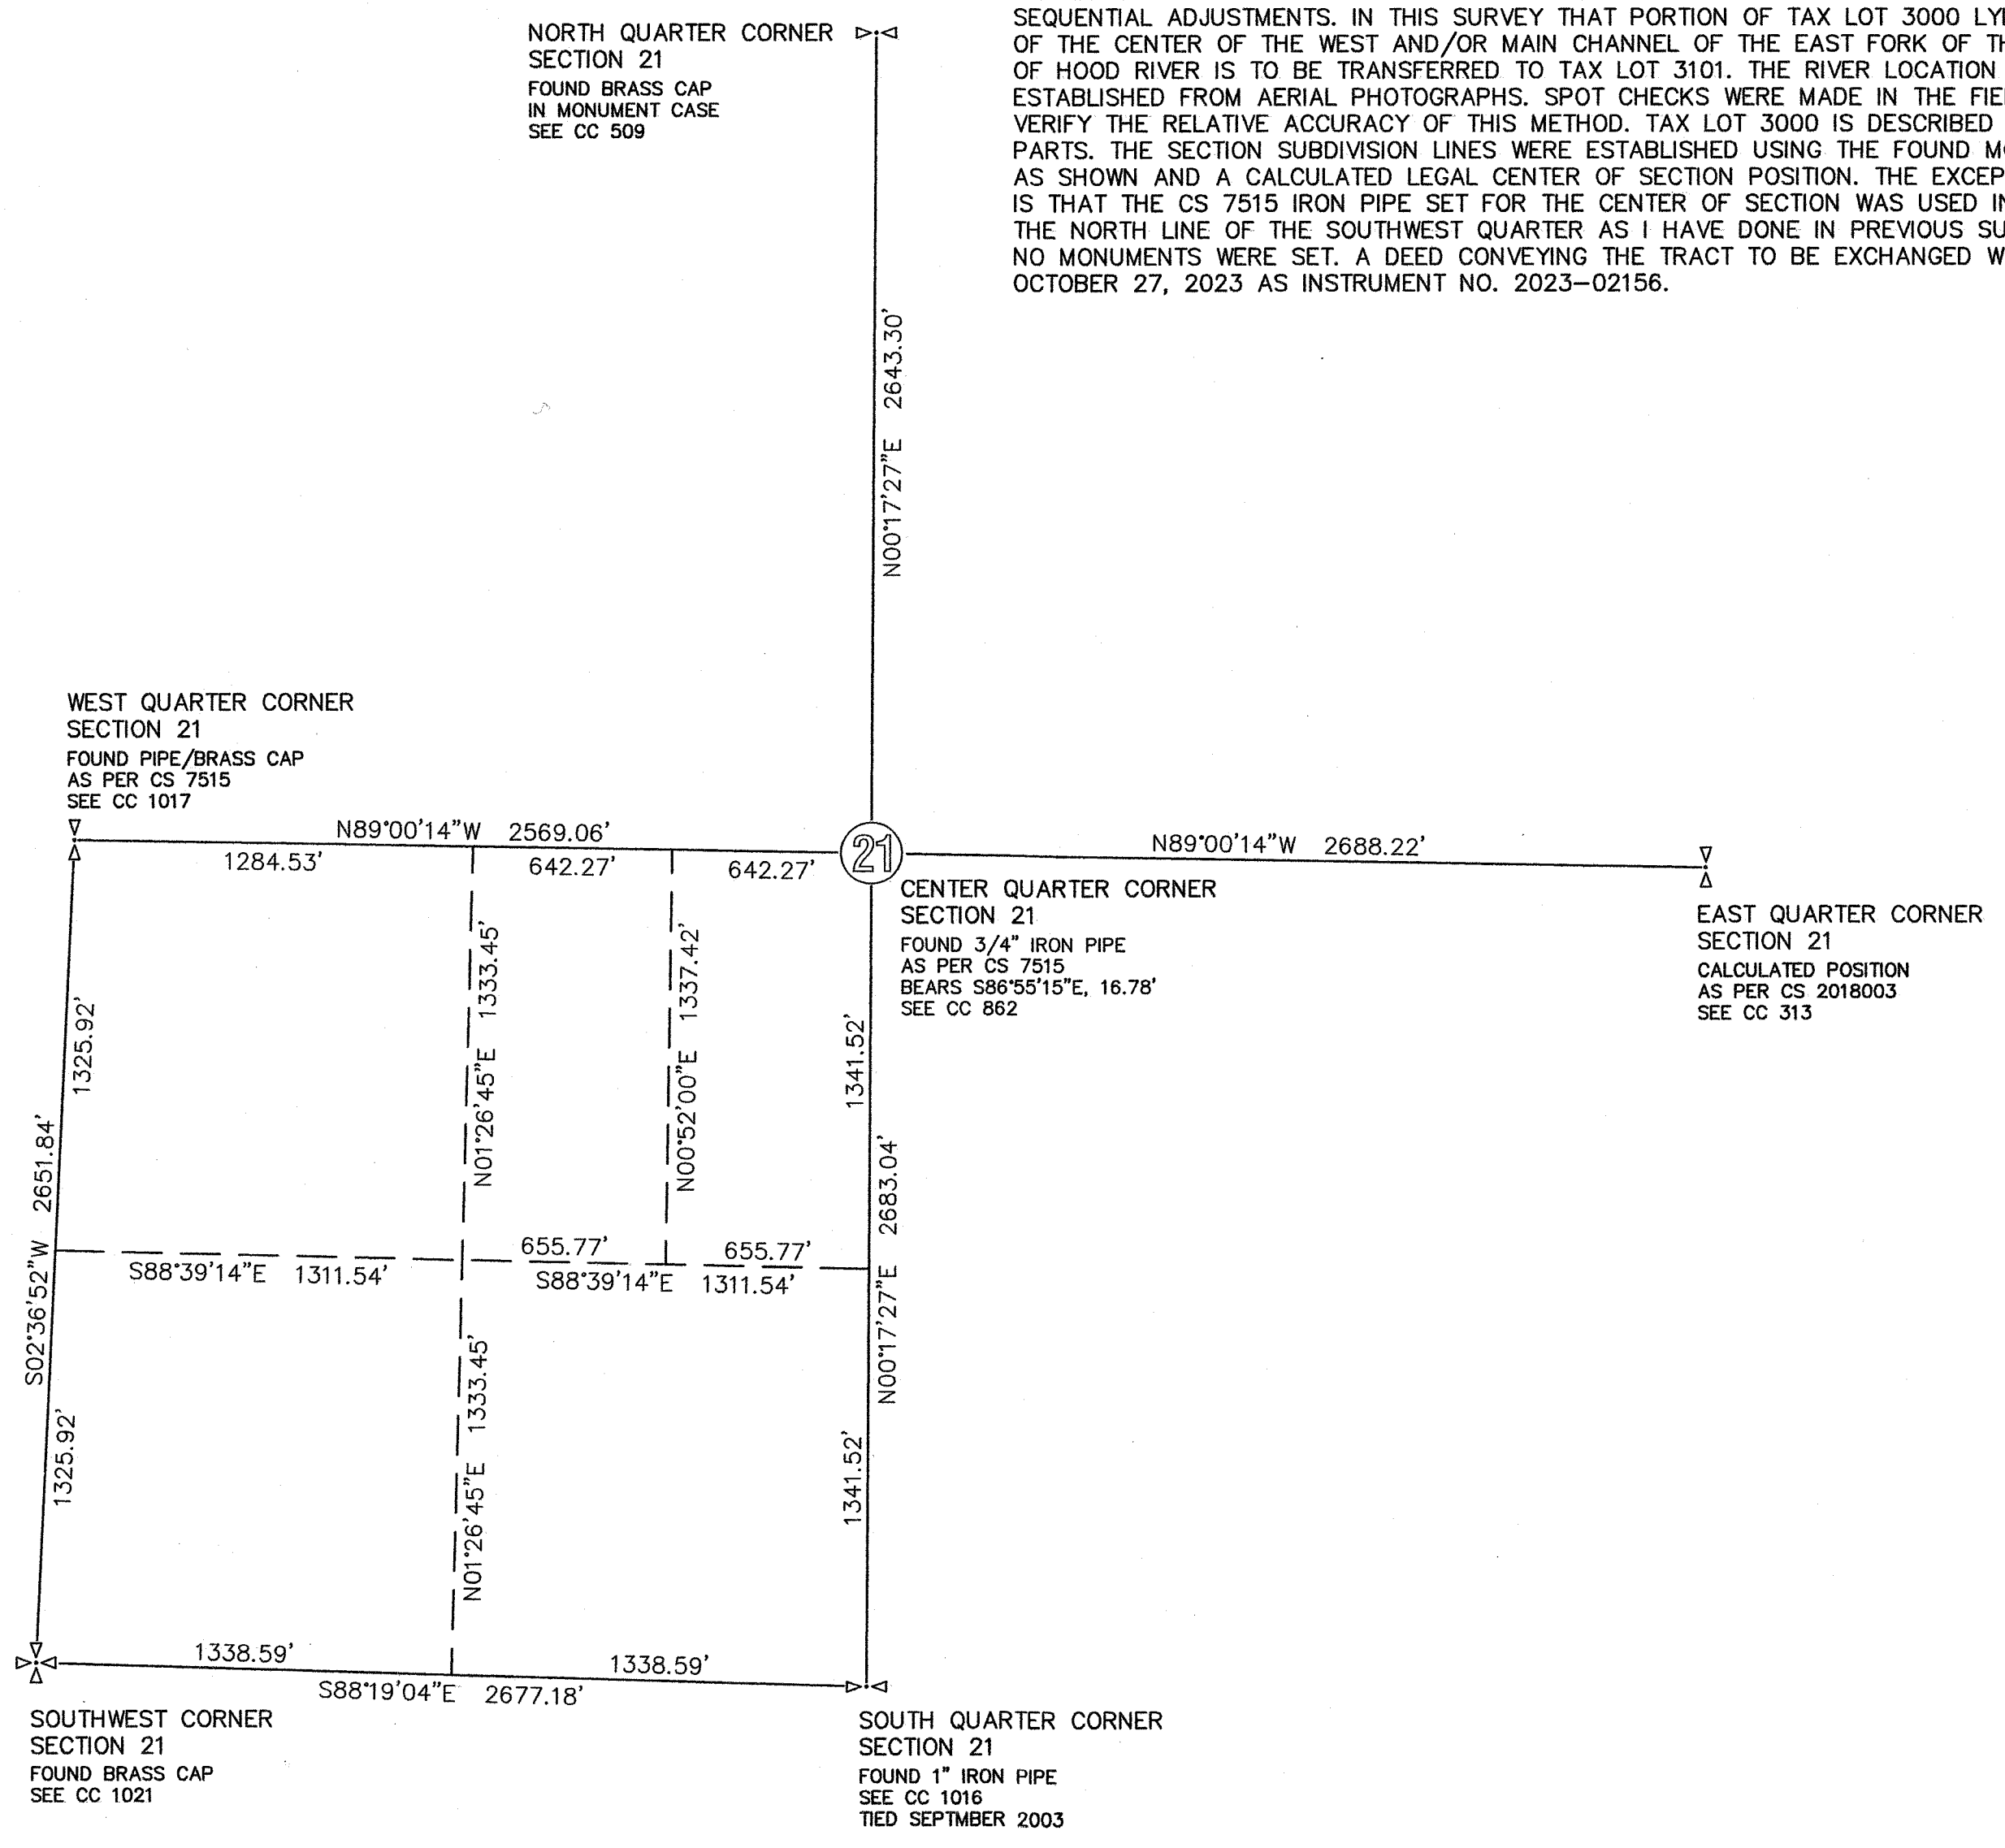 SEQUENTIAL ADJUSTMENTS. IN THIS SURVEY THAT PORTION OF TAX LOT 3000
OF THE CENTER OF THE WEST AND/OR MAIN CHANNEL OF THE EAST FORK OF
OF HOOD RIVER IS TO BE TRANSFERRED TO TAX LOT 3101. THE RIVER LOCATION
ESTABLISHED FROM AERIAL PHOTOGRAPHS. SPOT CHECKS WERE MADE IN THE
VERIFY THE RELATIVE ACCURACY OF THIS METHOD. TAX LOT 3000 IS DESCRIBED
PARTS. THE SECTION SUBDIVISION LINES WERE ESTABLISHED USING THE FOUND
AS SHOWN AND A CALCULATED LEGAL CENTER OF SECTION POSITION. THE
IS THAT THE CS 7515 IRON PIPE SET FOR THE CENTER OF SECTION WAS USED
THE NORTH LINE OF THE SOUTHWEST QUARTER AS I HAVE DONE IN PREVIOUS
NO MONUMENTS WERE SET. A DEED CONVEYING THE TRACT TO BE EXCHANGED
OCTOBER 27, 2023 AS INSTRUMENT NO. 2023-02156.
NORTH QUARTER CORNER
SECTION 21
FOUND BRASS CAP
IN MONUMENT CASE
SEE CC 509
N00°17'27"E 2643.30'
WEST QUARTER CORNER
SECTION 21
FOUND PIPE/BRASS CAP
AS PER CS 7515
SEE CC 1017
N89°00'14"W 2569.06'
1284.53'
642.27'
642.27'
21
N89°00'14"W 2688.22'
CENTER QUARTER CORNER
SECTION 21
FOUND 3/4" IRON PIPE
AS PER CS 7515
BEARS S86°55'15"E, 16.78'
SEE CC 862
EAST QUARTER CORNER
SECTION 21
CALCULATED POSITION
AS PER CS 2018003
SEE CC 313
1325.92'
S02°36'52"W 2651.84'
N01°26'45"E 1333.45'
N00°52'00"E 1337.42'
1341.52'
N00°17'27"E 2683.04'
655.77'
655.77'
S88°39'14"E 1311.54'
S88°39'14"E 1311.54'
1325.92'
N01°26'45"E 1333.45'
1341.52'
1338.59'
1338.59'
S88°19'04"E 2677.18'
SOUTHWEST CORNER
SECTION 21
FOUND BRASS CAP
SEE CC 1021
SOUTH QUARTER CORNER
SECTION 21
FOUND 1" IRON PIPE
SEE CC 1016
TIED SEPTMBER 2003